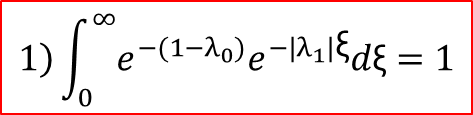 1) ∫₀^∞ e^{−(1−λ₀)} e^{−|λ₁|ξ} dξ = 1